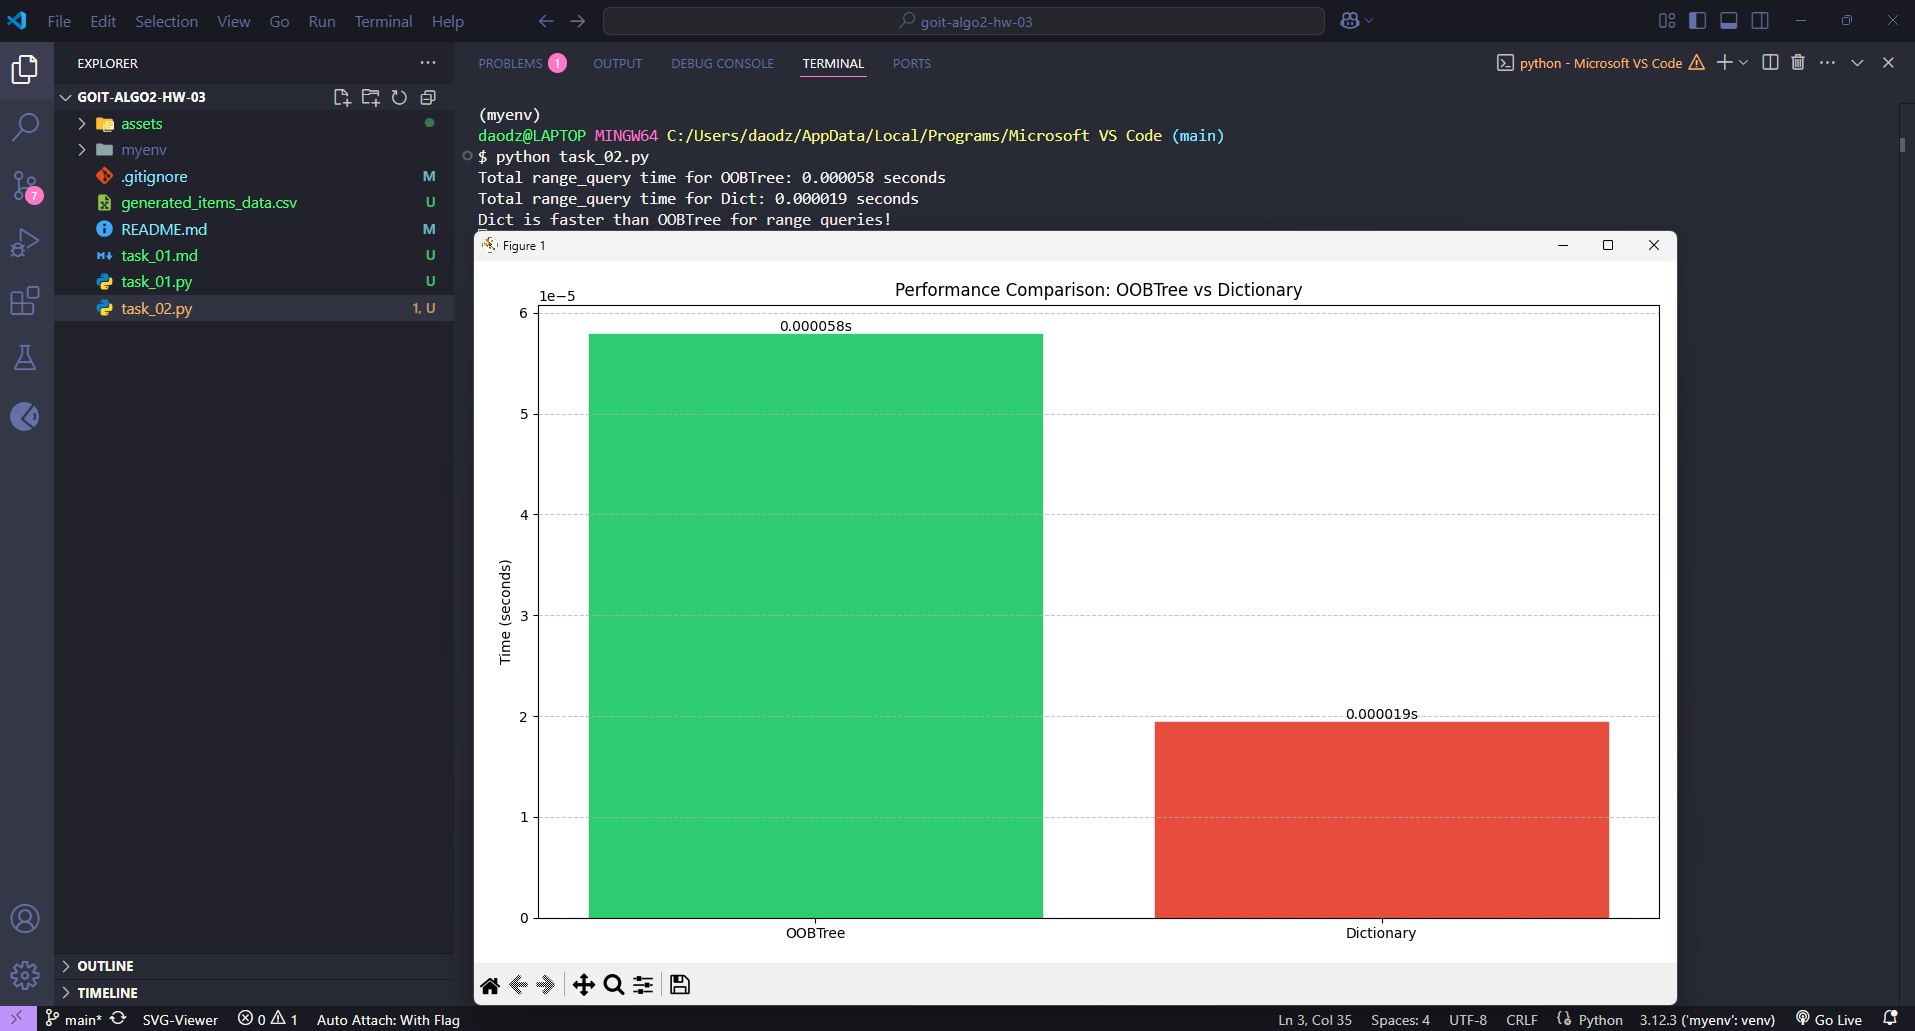 File Edit Selection View Go Run Terminal Help
goit-algo2-hw-03
EXPLORER
GOIT-ALGO2-HW-03
assets
myenv
.gitignore M
generated_items_data.csv U
README.md M
task_01.md U
task_01.py U
task_02.py 1, U
7
OUTLINE
TIMELINE
PROBLEMS 1 OUTPUT DEBUG CONSOLE TERMINAL PORTS
python - Microsoft VS Code
(myenv)
daodz@LAPTOP MINGW64 C:/Users/daodz/AppData/Local/Programs/Microsoft VS Code (main)
$ python task_02.py
Total range_query time for OOBTree: 0.000058 seconds
Total range_query time for Dict: 0.000019 seconds
Dict is faster than OOBTree for range queries!
Figure 1
Performance Comparison: OOBTree vs Dictionary
1e−5
6
5
4
3
2
1
0
Time (seconds)
0.000058s
0.000019s
OOBTree
Dictionary
main* SVG-Viewer 0 1 Auto Attach: With Flag
Ln 3, Col 35 Spaces: 4 UTF-8 CRLF Python 3.12.3 ('myenv': venv) Go Live